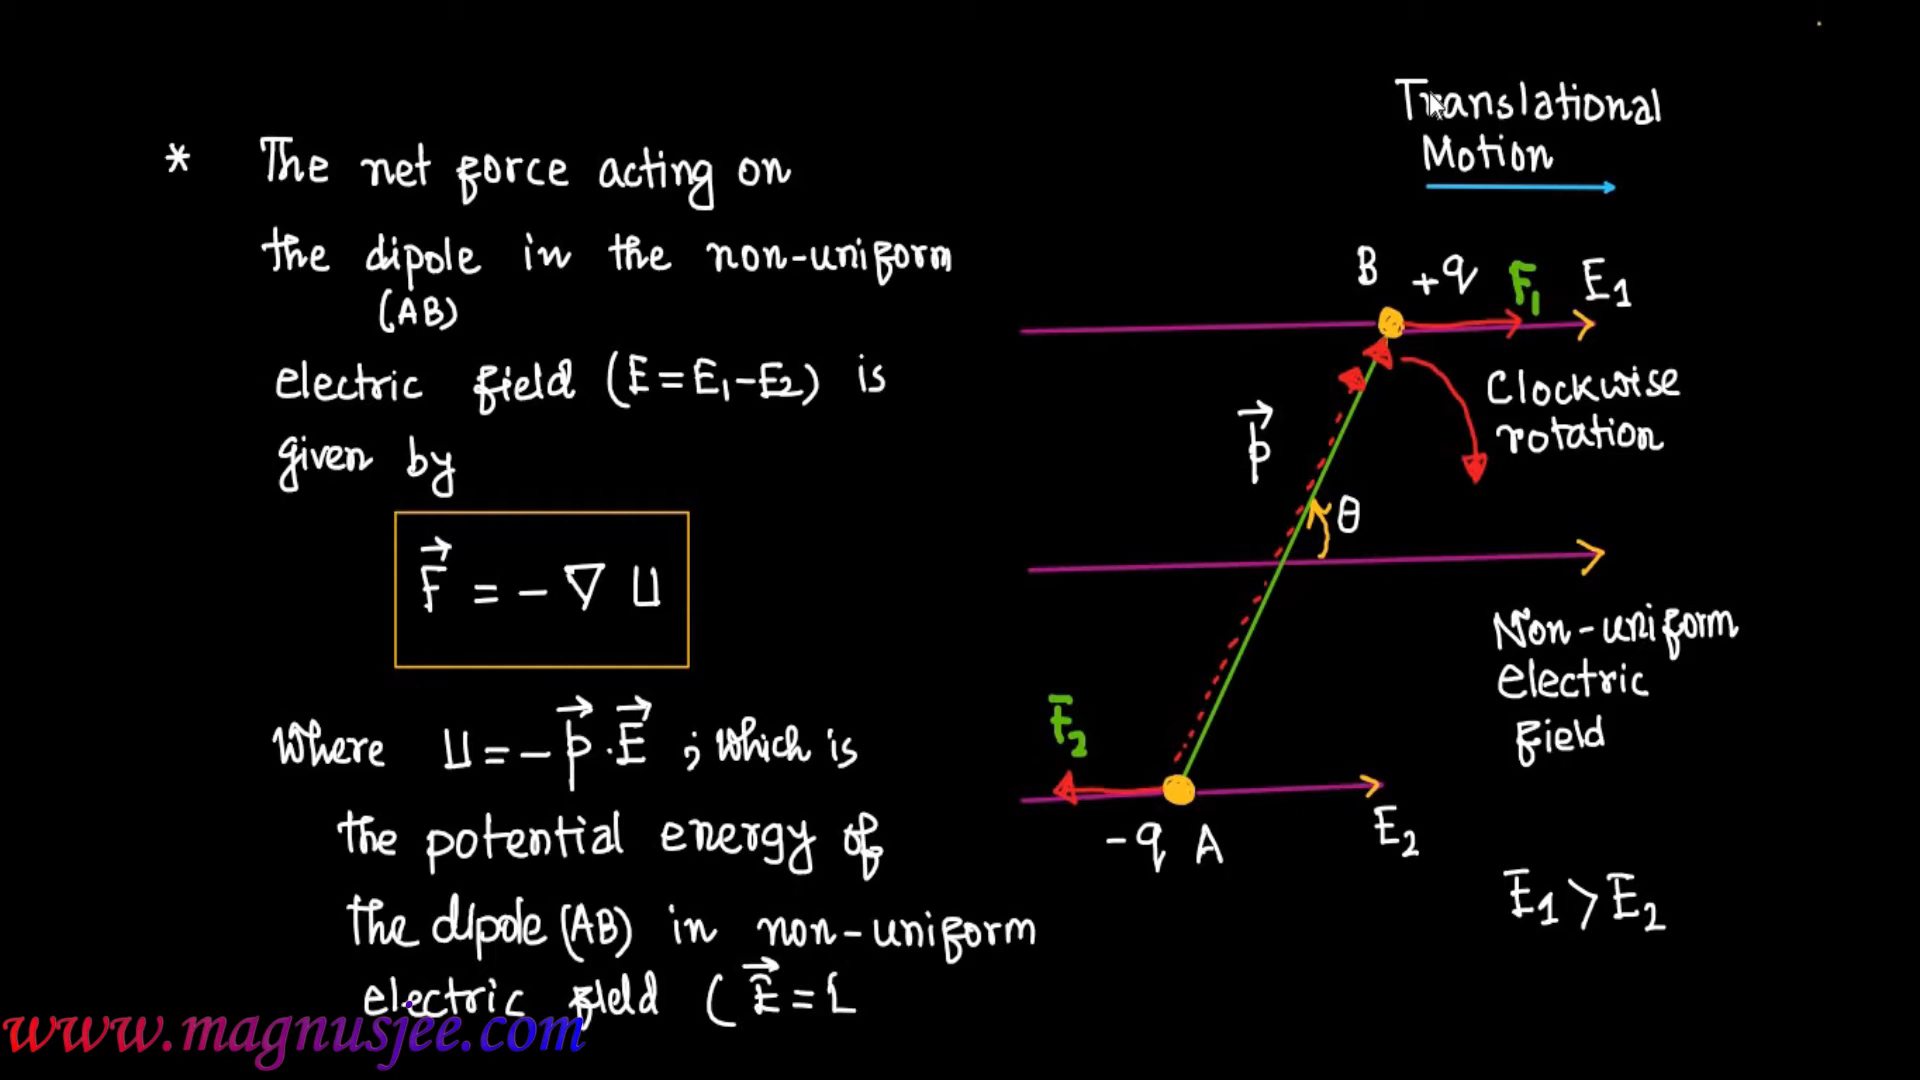 * The net force acting on
the dipole in the non-uniform
(AB)
electric field (E=E₁-E₂) is
given by
F⃗ = - ∇ U
Where U = - p⃗ . E⃗ ; which is
the potential energy of
the dipole (AB) in non-uniform
electric field ( E⃗ =
www.magnusjee.com
Translational
Motion
B +q F₁ E₁
Clockwise
rotation
p⃗
θ
Non-uniform
electric
field
F₂
-q A
E₂
E₁ > E₂